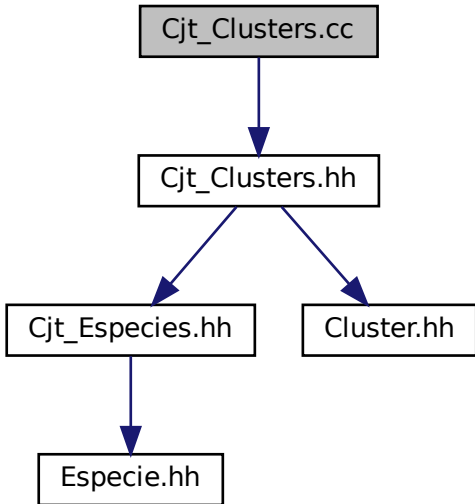 Cjt_Clusters.cc
Cjt_Clusters.hh
Cjt_Especies.hh
Cluster.hh
Especie.hh